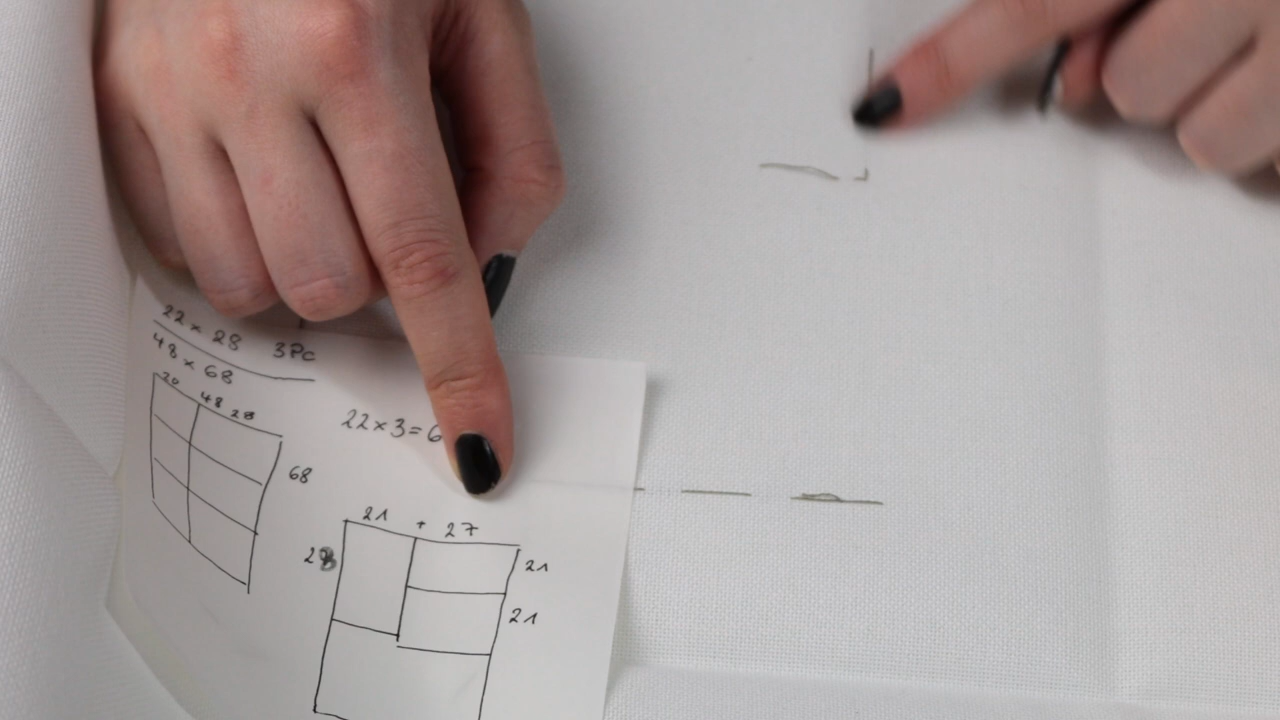 22 × 28 3Pc
48 × 68
20 48 28
68
22×3=6
21 + 27
21
21